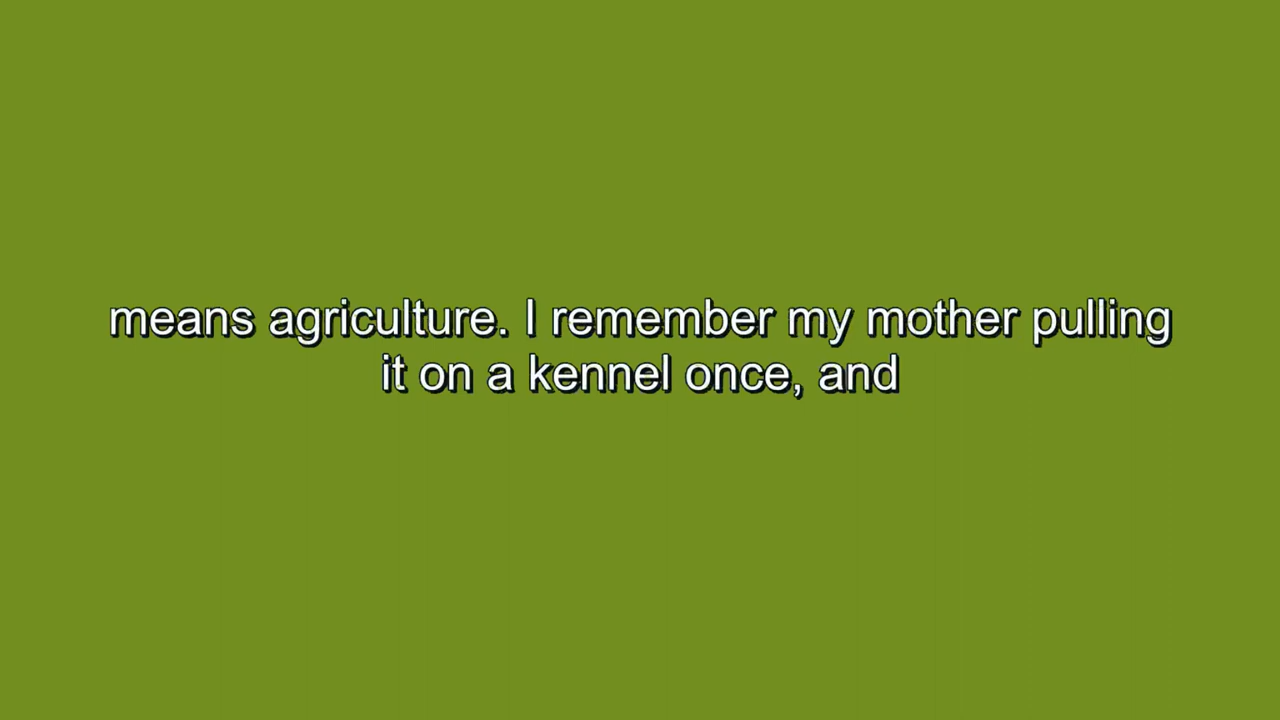 means agriculture. I remember my mother pulling
it on a kennel once, and